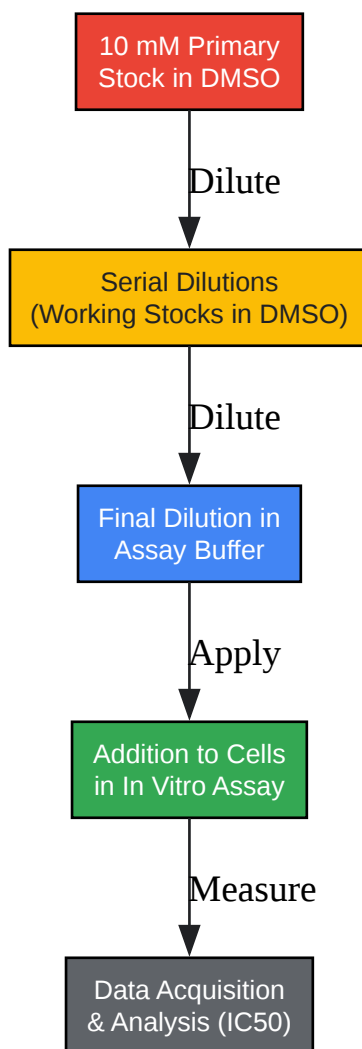 10 mM Primary
Stock in DMSO
Dilute
Serial Dilutions
(Working Stocks in DMSO)
Dilute
Final Dilution in
Assay Buffer
Apply
Addition to Cells
in In Vitro Assay
Measure
Data Acquisition
& Analysis (IC50)